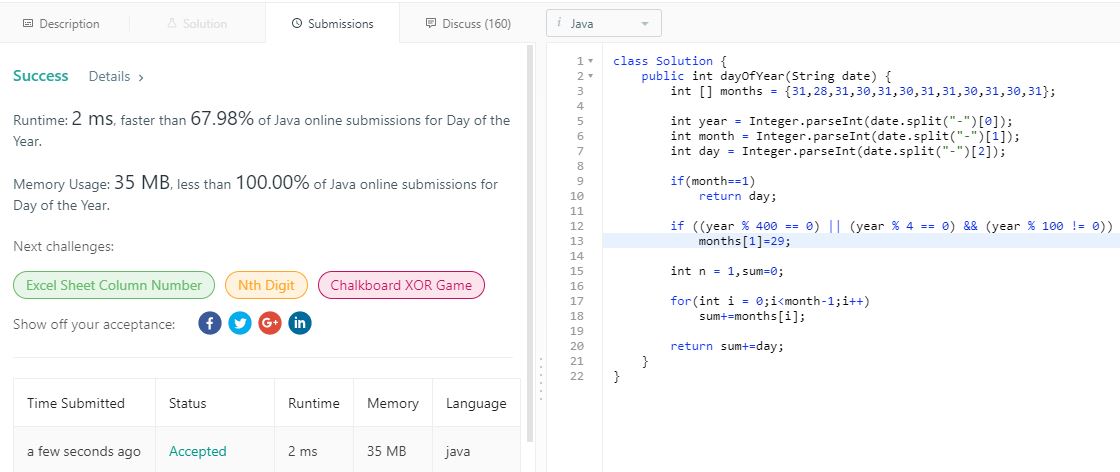 Description
Solution
Submissions
Discuss (160)
i Java
Success Details >
Runtime: 2 ms, faster than 67.98% of Java online submissions for Day of the
Year.
Memory Usage: 35 MB, less than 100.00% of Java online submissions for
Day of the Year.
Next challenges:
Excel Sheet Column Number
Nth Digit
Chalkboard XOR Game
Show off your acceptance: f G+ in
Time Submitted Status Runtime Memory Language
a few seconds ago Accepted 2 ms 35 MB java
1 class Solution {
2     public int dayOfYear(String date) {
3         int [] months = {31,28,31,30,31,30,31,31,30,31,30,31};
4
5         int year = Integer.parseInt(date.split("-")[0]);
6         int month = Integer.parseInt(date.split("-")[1]);
7         int day = Integer.parseInt(date.split("-")[2]);
8
9         if(month==1)
10             return day;
11
12         if ((year % 400 == 0) || (year % 4 == 0) && (year % 100 != 0))
13             months[1]=29;
14
15         int n = 1,sum=0;
16
17         for(int i = 0;i<month-1;i++)
18             sum+=months[i];
19
20         return sum+=day;
21     }
22 }